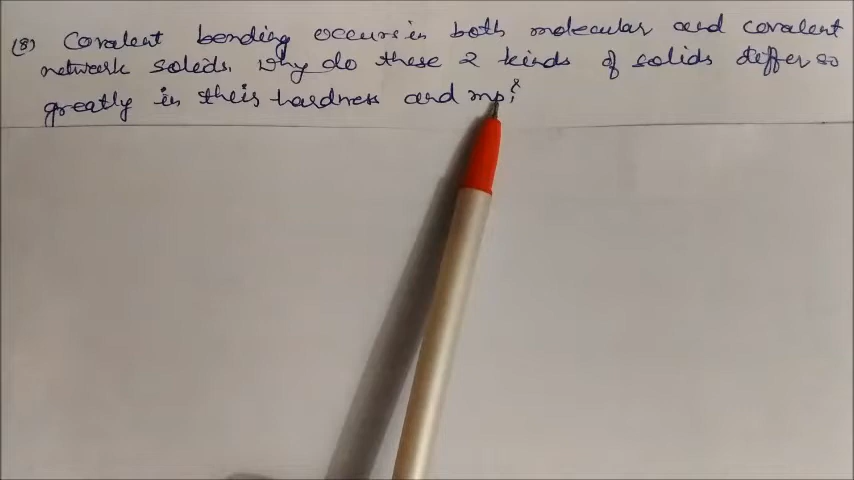 (8) Covalent bonding occurs in both molecular and covalent
network solids. Why do these 2 kinds of solids differ so
greatly in their hardness and mp?